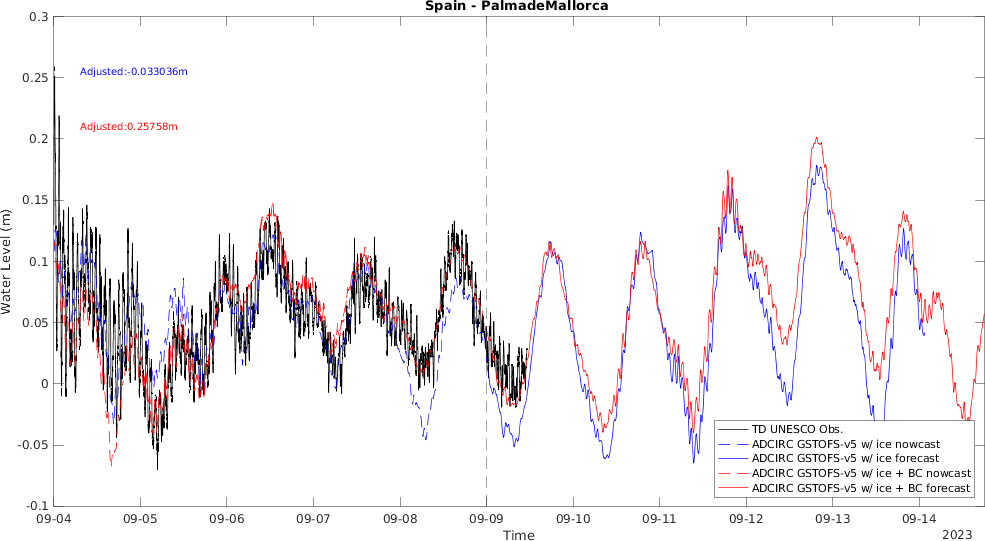 Spain - PalmadeMallorca
0.3
0.25
0.2
0.15
0.1
0.05
0
-0.05
-0.1
Water Level (m)
Adjusted:-0.033036m
Adjusted:0.25758m
TD UNESCO Obs.
ADCIRC GSTOFS-v5 w/ ice nowcast
ADCIRC GSTOFS-v5 w/ ice forecast
ADCIRC GSTOFS-v5 w/ ice + BC nowcast
ADCIRC GSTOFS-v5 w/ ice + BC forecast
09-04 09-05 09-06 09-07 09-08 09-09 09-10 09-11 09-12 09-13 09-14
Time
2023